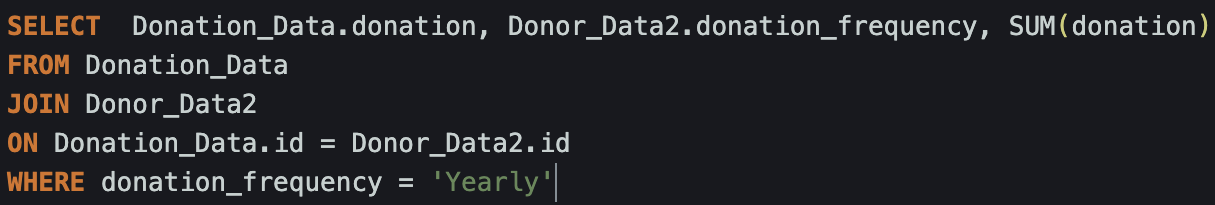 SELECT  Donation_Data.donation, Donor_Data2.donation_frequency, SUM(donation)
FROM Donation_Data
JOIN Donor_Data2
ON Donation_Data.id = Donor_Data2.id
WHERE donation_frequency = 'Yearly'